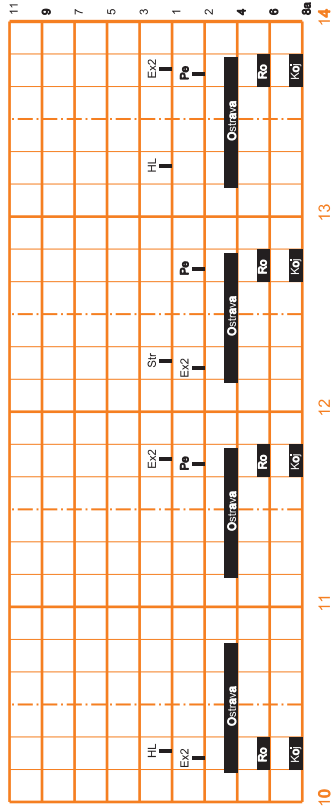 11
9
7
5
3
1
2
4
6
8a
14
Ex2
Pe
HL
Ostrava
Ro
Koj
13
Pe
Str
Ex2
Ostrava
Ro
Koj
12
Ex2
Pe
Ostrava
Ro
Koj
11
HL
Ex2
Ostrava
Ro
Koj
10